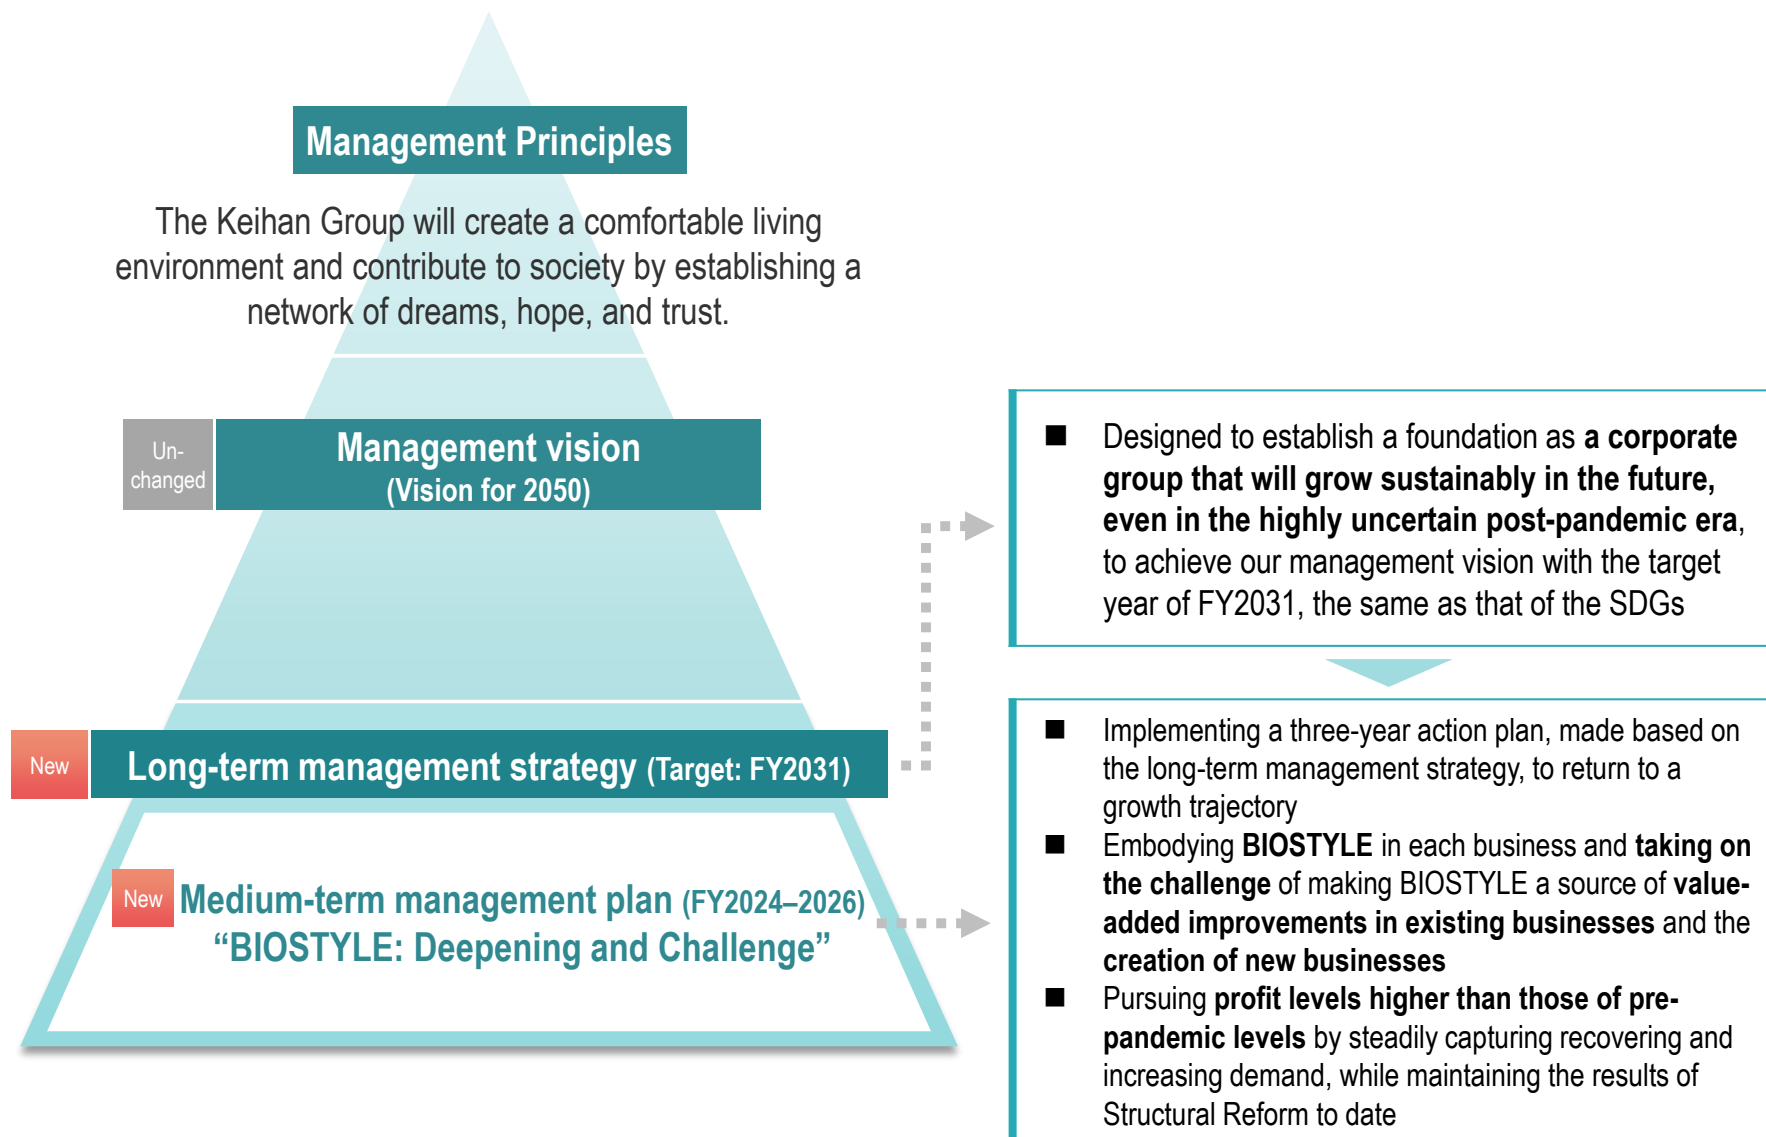 Management Principles
The Keihan Group will create a comfortable living
environment and contribute to society by establishing a
network of dreams, hope, and trust.
Un-
changed
Management vision
(Vision for 2050)
New
Long-term management strategy (Target: FY2031)
New
Medium-term management plan (FY2024–2026)
“BIOSTYLE: Deepening and Challenge”
■ Designed to establish a foundation as a corporate
group that will grow sustainably in the future,
even in the highly uncertain post-pandemic era,
to achieve our management vision with the target
year of FY2031, the same as that of the SDGs
■ Implementing a three-year action plan, made based on
the long-term management strategy, to return to a
growth trajectory
■ Embodying BIOSTYLE in each business and taking on
the challenge of making BIOSTYLE a source of value-
added improvements in existing businesses and the
creation of new businesses
■ Pursuing profit levels higher than those of pre-
pandemic levels by steadily capturing recovering and
increasing demand, while maintaining the results of
Structural Reform to date